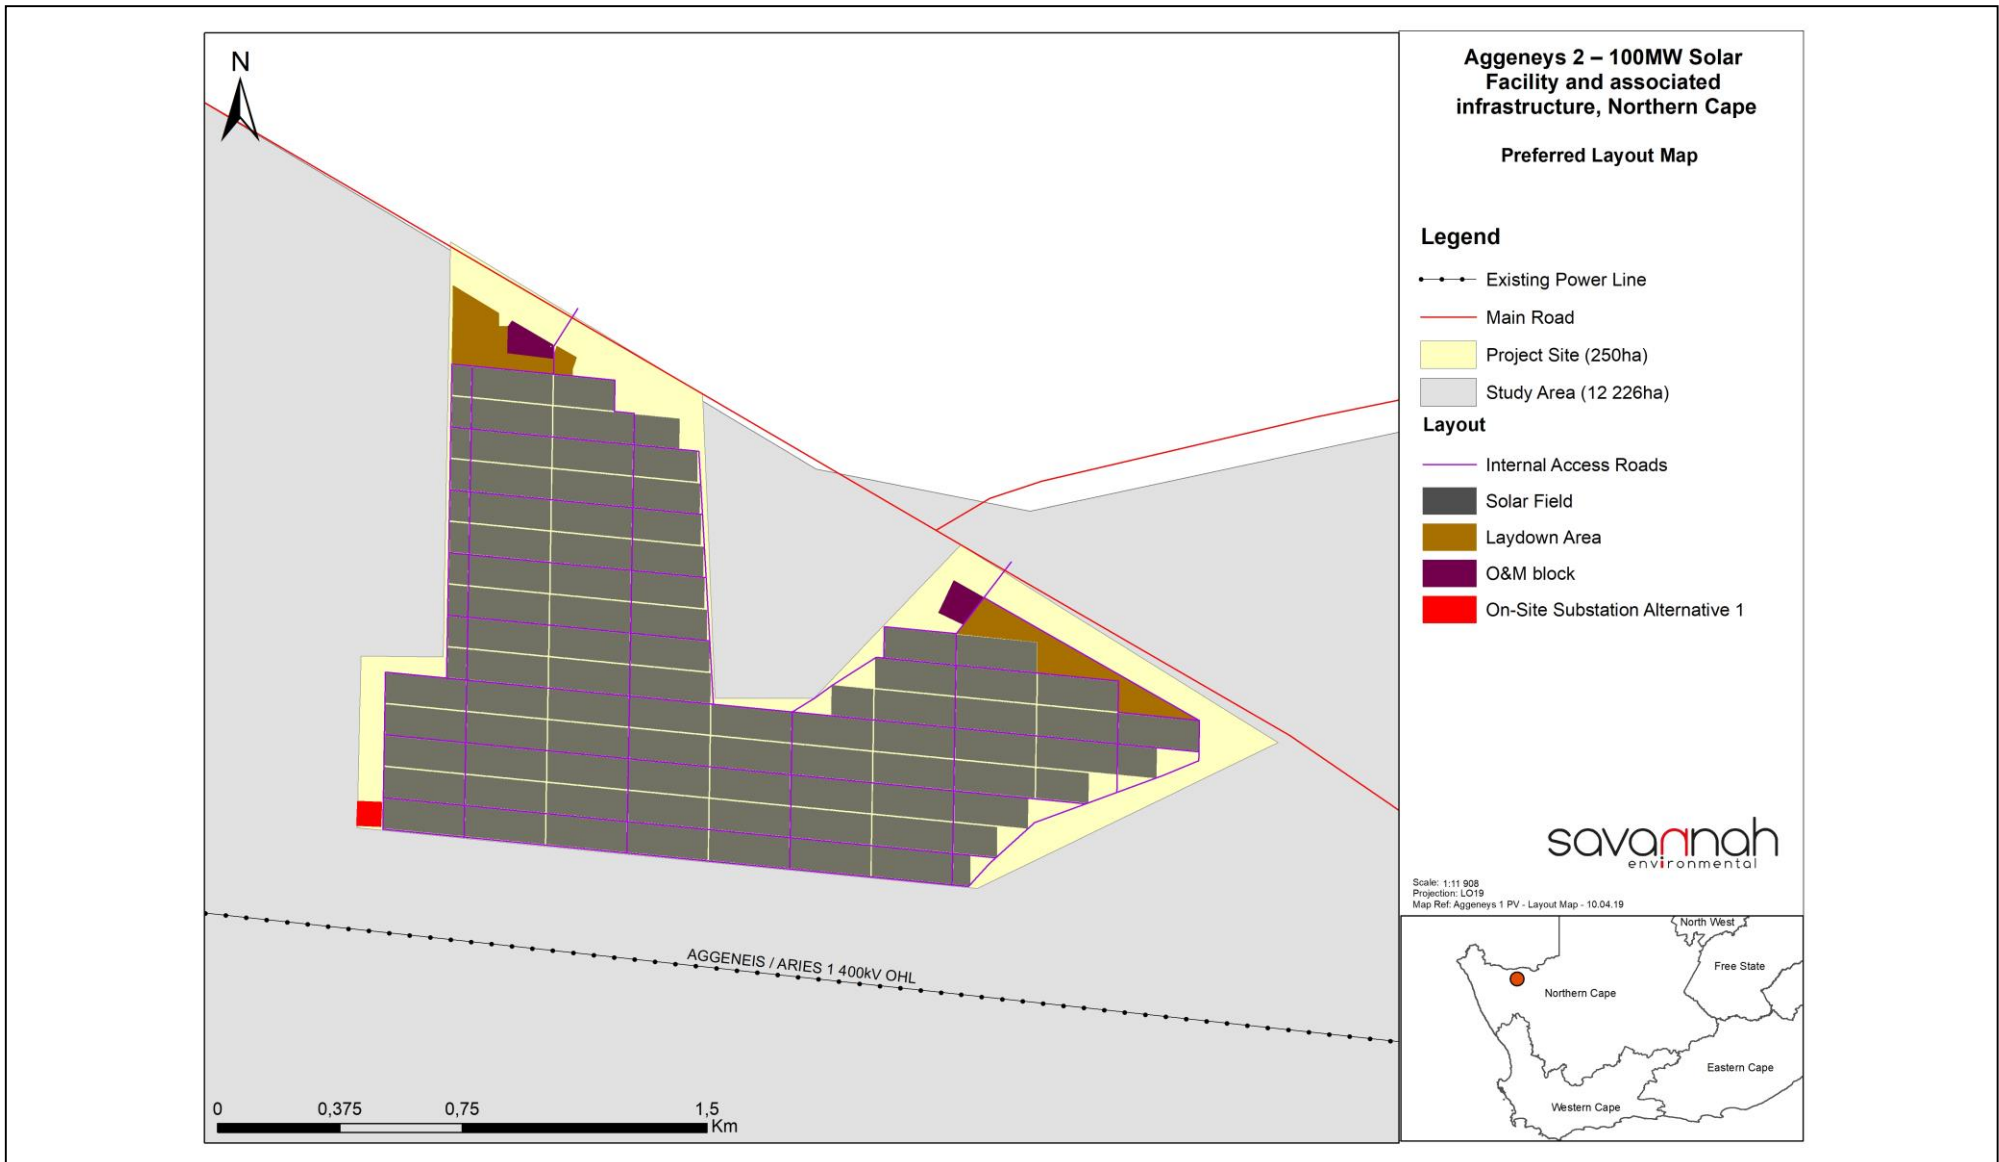 N
Aggeneys 2 – 100MW Solar
Facility and associated
infrastructure, Northern Cape
Preferred Layout Map
Legend
Existing Power Line
Main Road
Project Site (250ha)
Study Area (12 226ha)
Layout
Internal Access Roads
Solar Field
Laydown Area
O&M block
On-Site Substation Alternative 1
savannah
environmental
Scale: 1:11 908
Projection: LO19
Map Ref: Aggeneys 1 PV - Layout Map - 10.04.19
North West
Free State
Northern Cape
Eastern Cape
Western Cape
AGGENEIS / ARIES 1 400kV OHL
0 0,375 0,75 1,5
Km